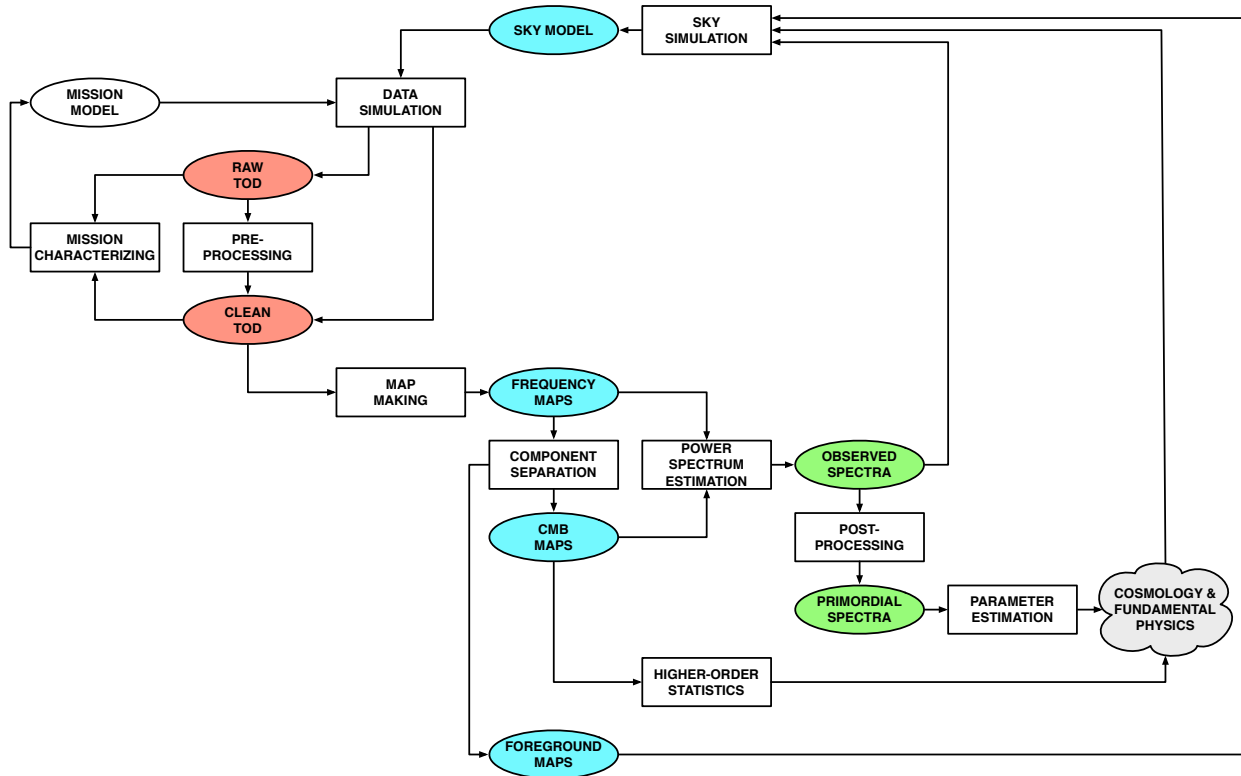 SKY MODEL
SKY
SIMULATION
MISSION
MODEL
DATA
SIMULATION
RAW
TOD
MISSION
CHARACTERIZING
PRE-
PROCESSING
CLEAN
TOD
MAP
MAKING
FREQUENCY
MAPS
COMPONENT
SEPARATION
POWER
SPECTRUM
ESTIMATION
OBSERVED
SPECTRA
CMB
MAPS
POST-
PROCESSING
PRIMORDIAL
SPECTRA
PARAMETER
ESTIMATION
COSMOLOGY &
FUNDAMENTAL
PHYSICS
HIGHER-ORDER
STATISTICS
FOREGROUND
MAPS